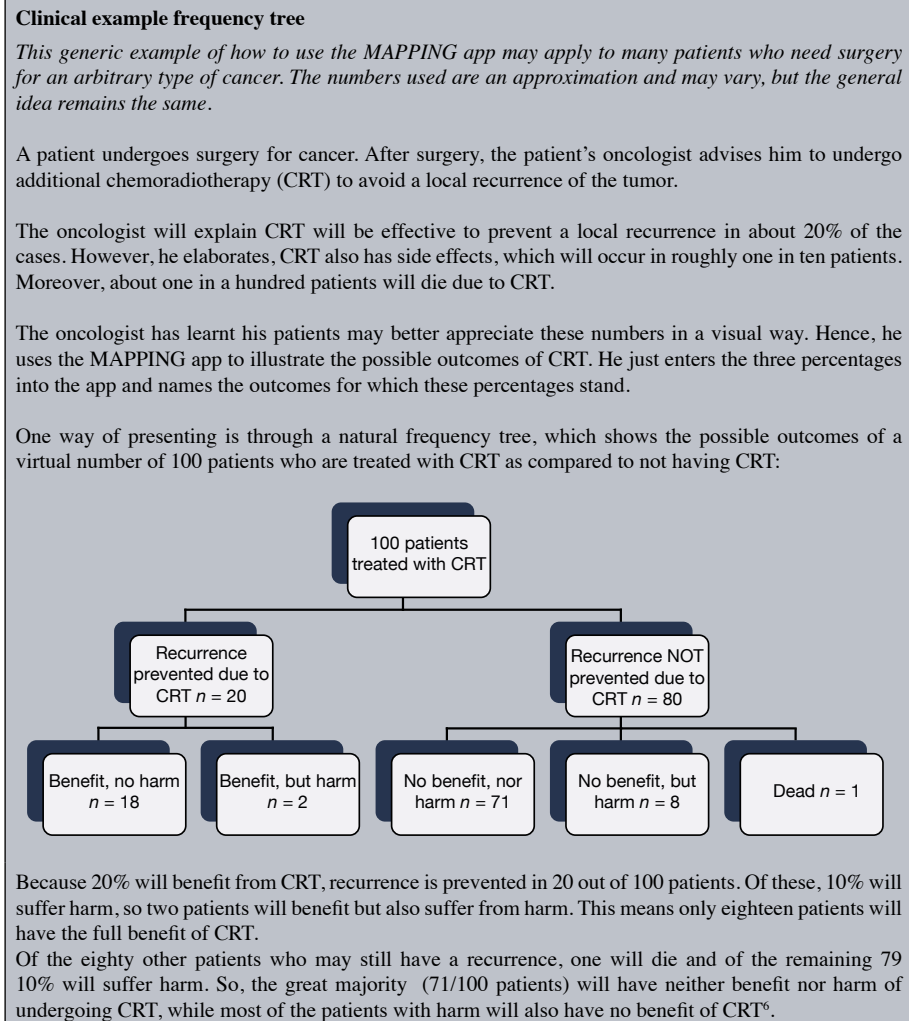 Clinical example frequency tree
This generic example of how to use the MAPPING app may apply to many patients who need surgery
for an arbitrary type of cancer. The numbers used are an approximation and may vary, but the general
idea remains the same.
A patient undergoes surgery for cancer. After surgery, the patient's oncologist advises him to undergo
additional chemoradiotherapy (CRT) to avoid a local recurrence of the tumor.
The oncologist will explain CRT will be effective to prevent a local recurrence in about 20% of the
cases. However, he elaborates, CRT also has side effects, which will occur in roughly one in ten patients.
Moreover, about one in a hundred patients will die due to CRT.
The oncologist has learnt his patients may better appreciate these numbers in a visual way. Hence, he
uses the MAPPING app to illustrate the possible outcomes of CRT. He just enters the three percentages
into the app and names the outcomes for which these percentages stand.
One way of presenting is through a natural frequency tree, which shows the possible outcomes of a
virtual number of 100 patients who are treated with CRT as compared to not having CRT:
100 patients
treated with CRT
Recurrence
prevented due to
CRT n = 20
Recurrence NOT
prevented due to
CRT n = 80
Benefit, no harm
n = 18
Benefit, but harm
n = 2
No benefit, nor
harm n = 71
No benefit, but
harm n = 8
Dead n = 1
Because 20% will benefit from CRT, recurrence is prevented in 20 out of 100 patients. Of these, 10% will
suffer harm, so two patients will benefit but also suffer from harm. This means only eighteen patients will
have the full benefit of CRT.
Of the eighty other patients who may still have a recurrence, one will die and of the remaining 79
10% will suffer harm. So, the great majority (71/100 patients) will have neither benefit nor harm of
undergoing CRT, while most of the patients with harm will also have no benefit of CRT⁶.